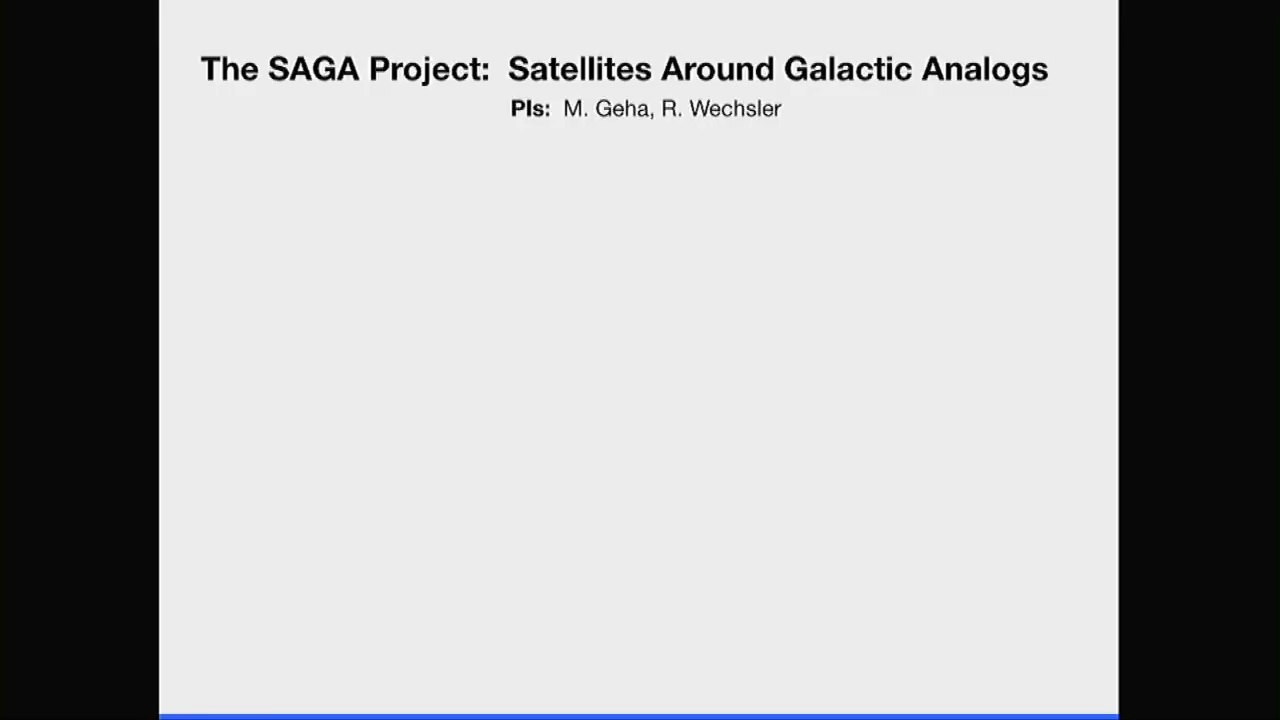 The SAGA Project: Satellites Around Galactic Analogs
PIs: M. Geha, R. Wechsler